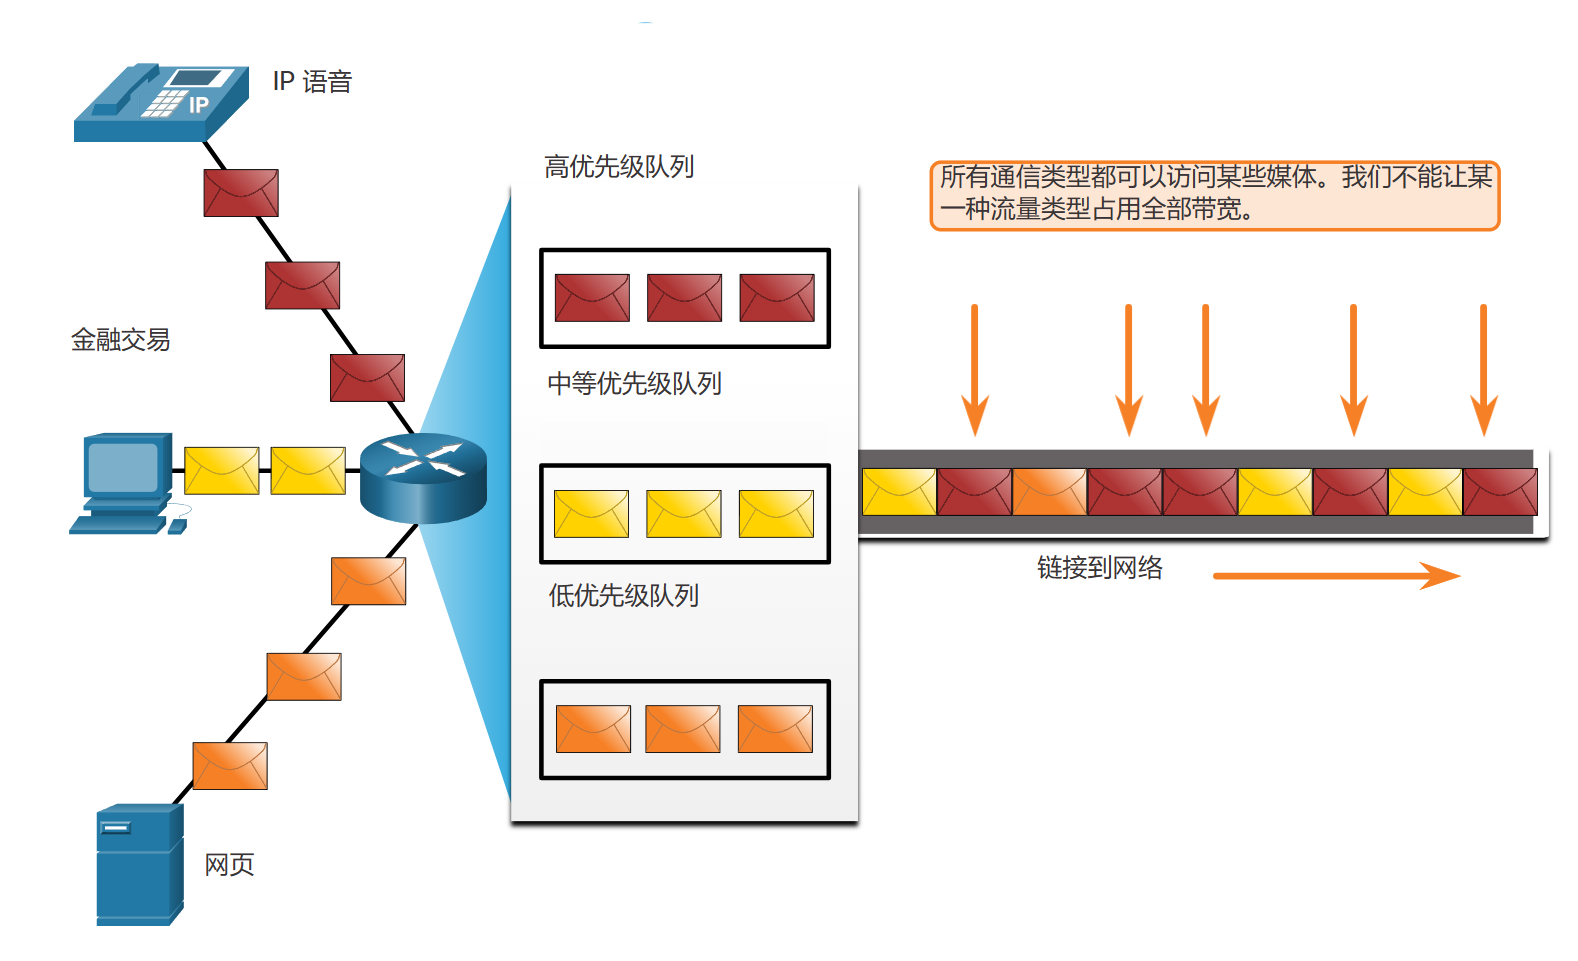 IP 语音
IP
高优先级队列
所有通信类型都可以访问某些媒体。 我们不能让某
一种流量类型占用全部带宽。
金融交易
中等优先级队列
链接到网络
低优先级队列
网页